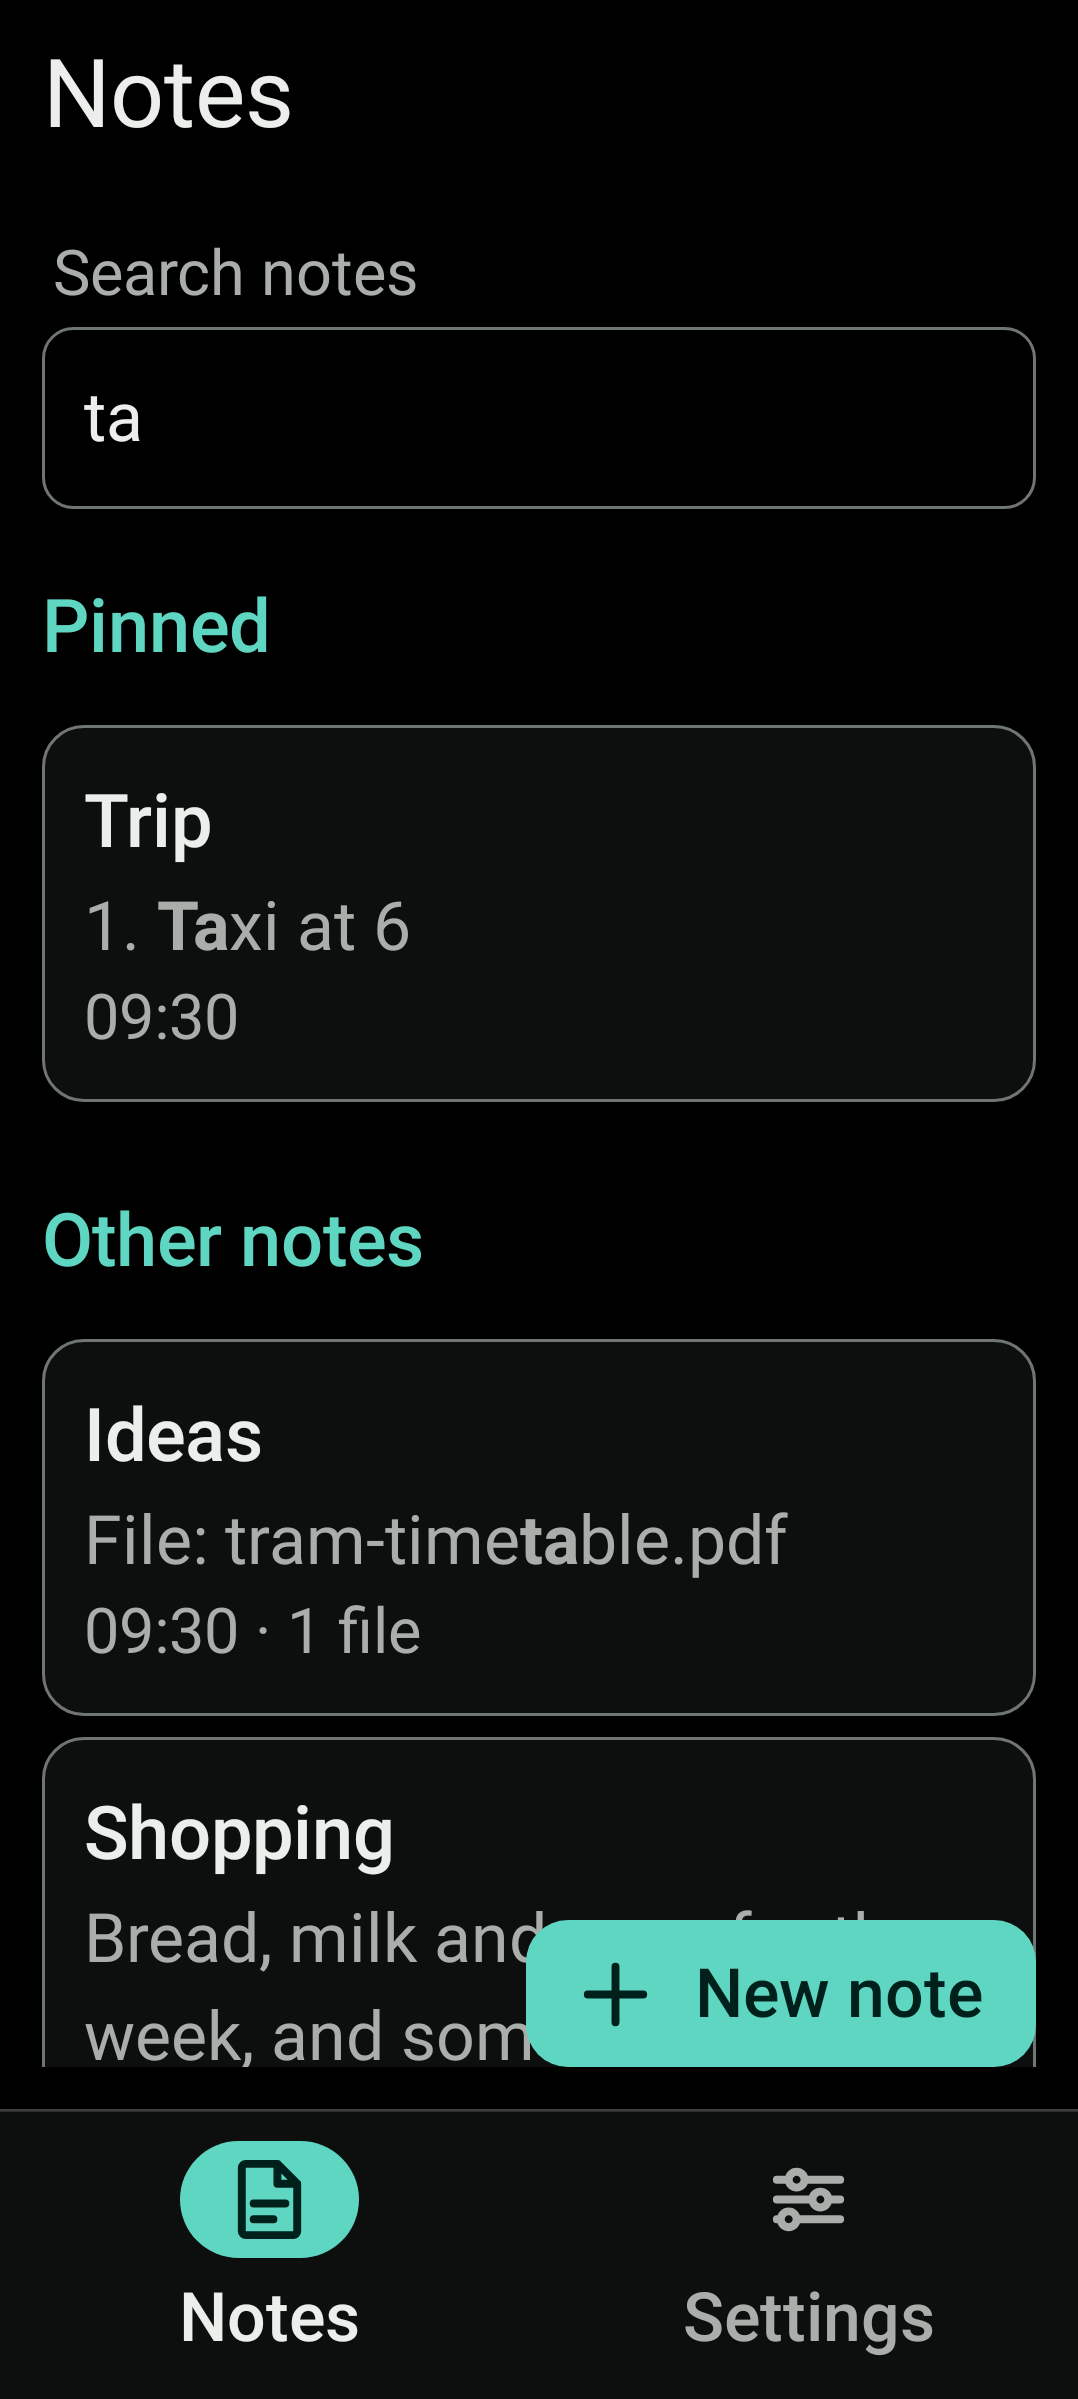 Notes
Search notes
ta
Pinned
Trip
1. Taxi at 6
09:30
Other notes
Ideas
File: tram-timetable.pdf
09:30 · 1 file
Shopping
Bread, milk and
week, and som
New note
Notes
Settings